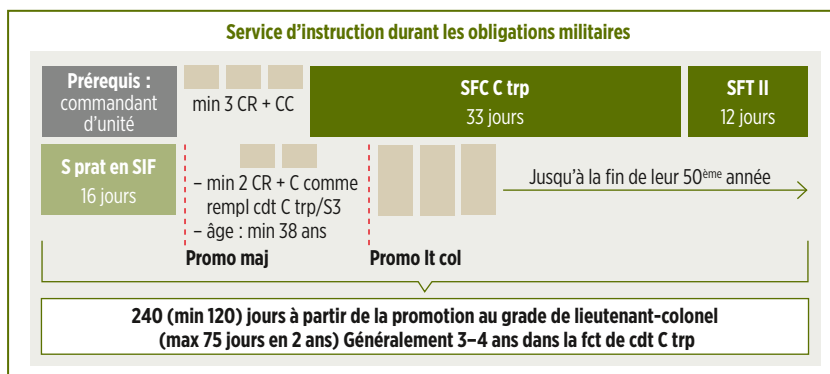 Service d’instruction durant les obligations militaires
Prérequis :
commandant
d’unité
min 3 CR + CC
SFC C trp
33 jours
SFT II
12 jours
S prat en SIF
16 jours
– min 2 CR + C comme
rempl cdt C trp/S3
– âge : min 38 ans
Jusqu’à la fin de leur 50ème année
Promo maj
Promo lt col
240 (min 120) jours à partir de la promotion au grade de lieutenant-colonel
(max 75 jours en 2 ans) Généralement 3–4 ans dans la fct de cdt C trp